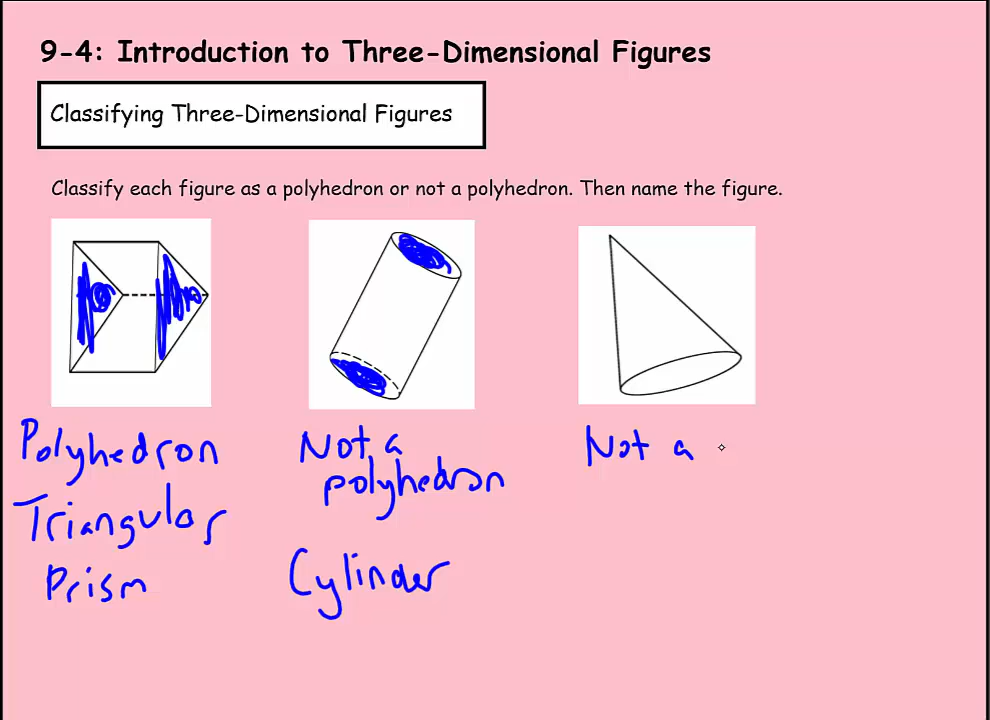 9-4: Introduction to Three-Dimensional Figures
Classifying Three-Dimensional Figures
Classify each figure as a polyhedron or not a polyhedron. Then name the figure.
Polyhedron
Triangular
Prism
Not a
polyhedron
Cylinder
Not a